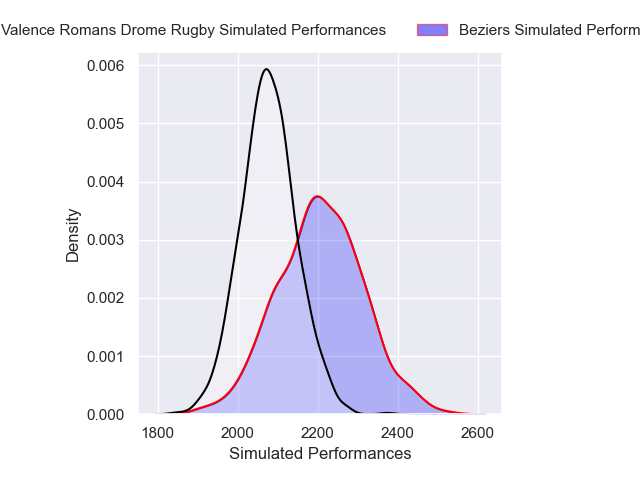 Valence Romans Drome Rugby Simulated Performances
Beziers Simulated Perform
0.006
0.005
0.004
0.003
0.002
0.001
0.000
Density
1800 2000 2200 2400 2600
Simulated Performances